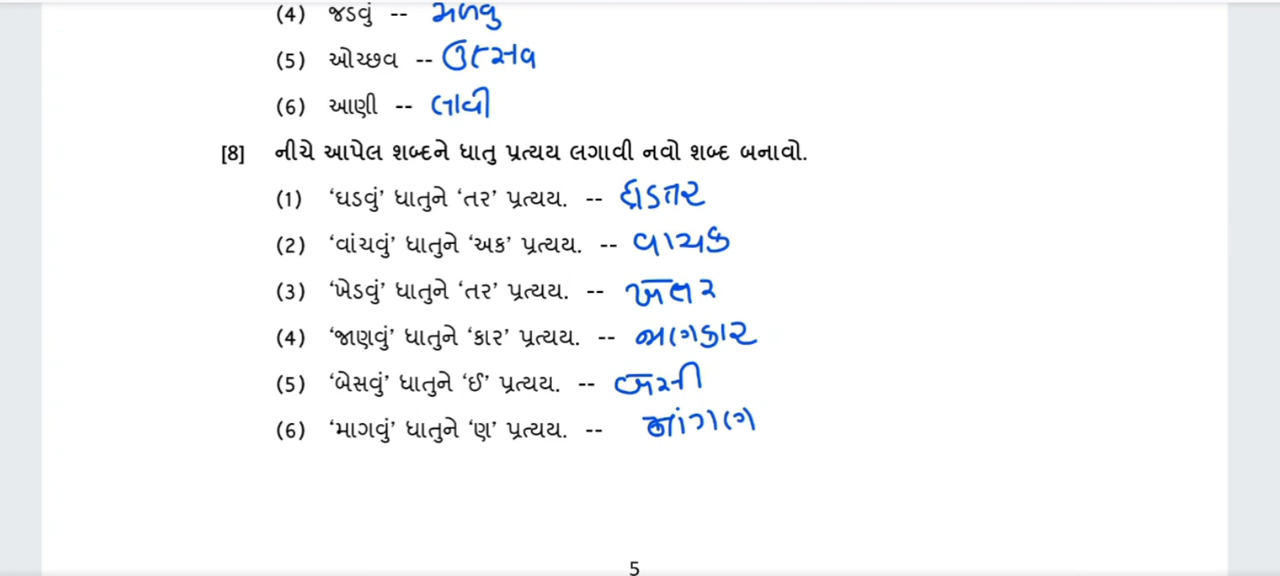 (4) જડવું -- મળવુ
(5) ઓચ્છવ -- ઉત્સવ
(6) આણી -- લાવી
[8] નીચે આપેલ શબ્દને ધાતુ પ્રત્યય લગાવી નવો શબ્દ બનાવો.
(1) ‘ઘડવું’ ધાતુને ‘તર’ પ્રત્યય. -- ઘડતર
(2) ‘વાંચવું’ ધાતુને ‘અક’ પ્રત્યય. -- વાચક
(3) ‘ખેડવું’ ધાતુને ‘તર’ પ્રત્યય. --
(4) ‘જાણવું’ ધાતુને ‘કાર’ પ્રત્યય. -- જાણકાર
(5) ‘બેસવું’ ધાતુને ‘ઈ’ પ્રત્યય. --
(6) ‘માગવું’ ધાતુને ‘ણ’ પ્રત્યય. -- માંગણ
5